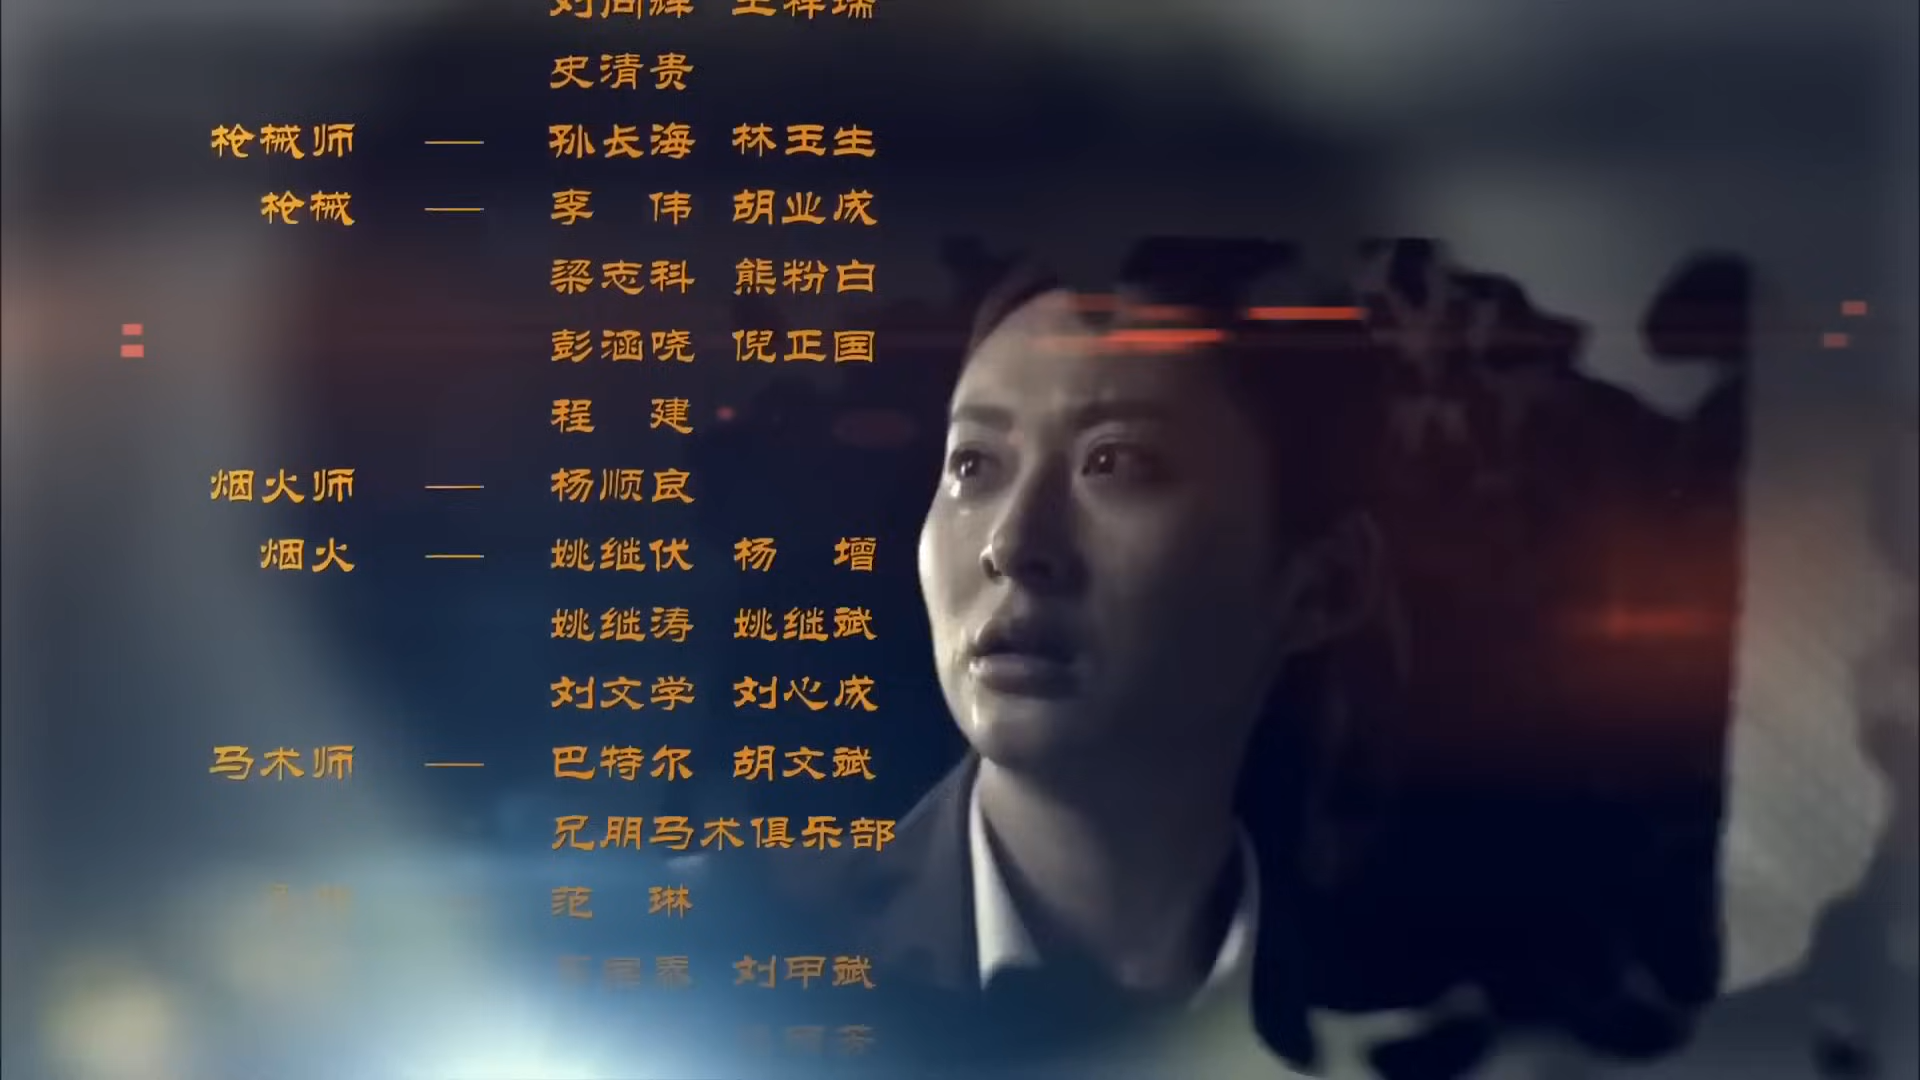 史清贵
枪械师 — 孙长海 林玉生
枪械 — 李 伟 胡业成
梁志科 熊粉白
彭涵哓 倪正国
程 建
烟火师 — 杨顺良
烟火 — 姚继伏 杨 增
姚继涛 姚继斌
刘文学 刘心成
马术师 — 巴特尔 胡文斌
兄朋马术俱乐部
范 琳
刘甲斌